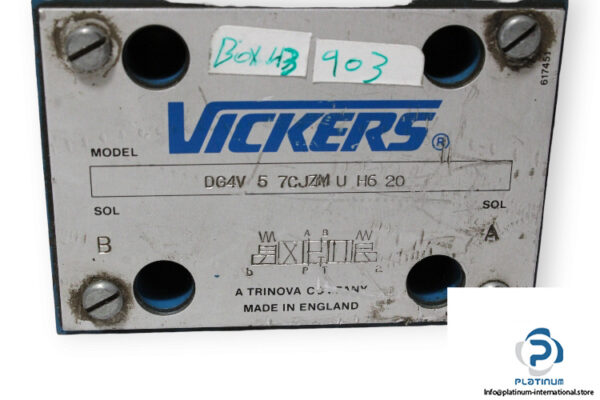 Box 43
903
617451
VICKERS®
MODEL
DG4V 5 7CJZM U H6 20
SOL
SOL
B
A
A B
b P T a
A TRINOVA COMPANY
MADE IN ENGLAND
PLATINUM
INTERNATIONAL
Info@platinum-international.store